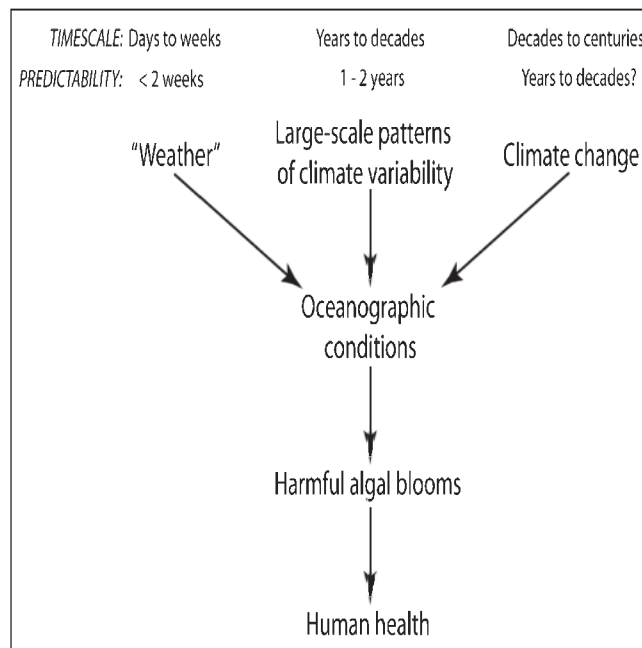 TIMESCALE: Days to weeks Years to decades Decades to centuries
PREDICTABILITY: < 2 weeks 1 - 2 years Years to decades?
"Weather" Large-scale patterns of climate variability Climate change
Oceanographic
conditions
Harmful algal blooms
Human health